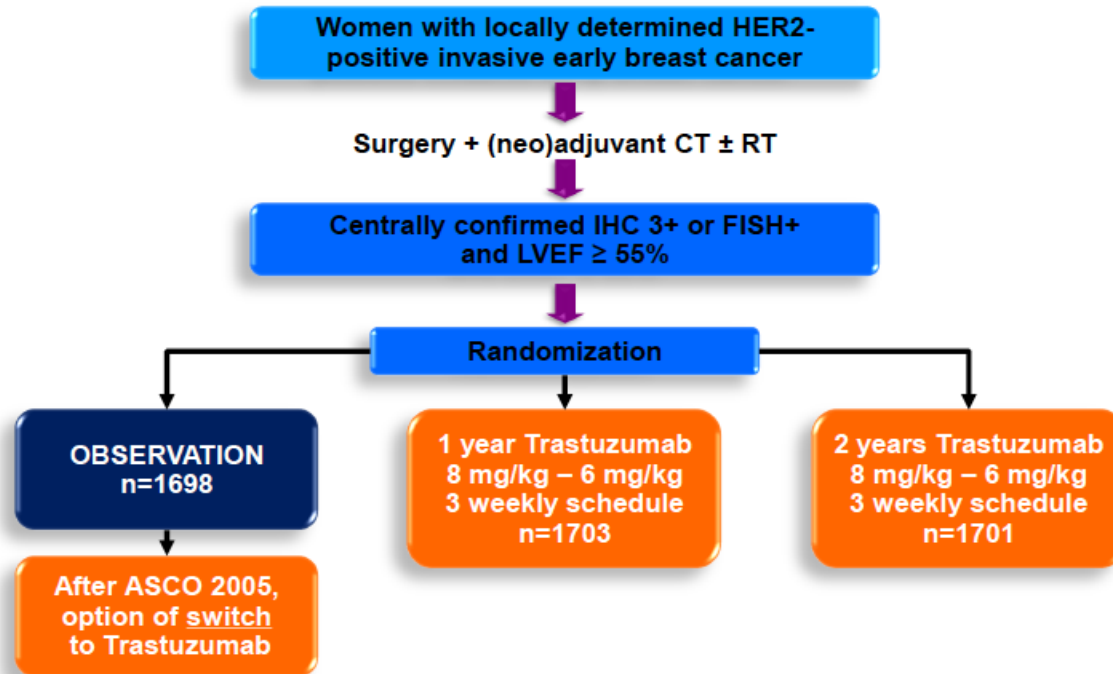 Women with locally determined HER2-
positive invasive early breast cancer
Surgery + (neo)adjuvant CT ± RT
Centrally confirmed IHC 3+ or FISH+
and LVEF ≥ 55%
Randomization
OBSERVATION
n=1698
1 year Trastuzumab
8 mg/kg – 6 mg/kg
3 weekly schedule
n=1703
2 years Trastuzumab
8 mg/kg – 6 mg/kg
3 weekly schedule
n=1701
After ASCO 2005,
option of switch
to Trastuzumab